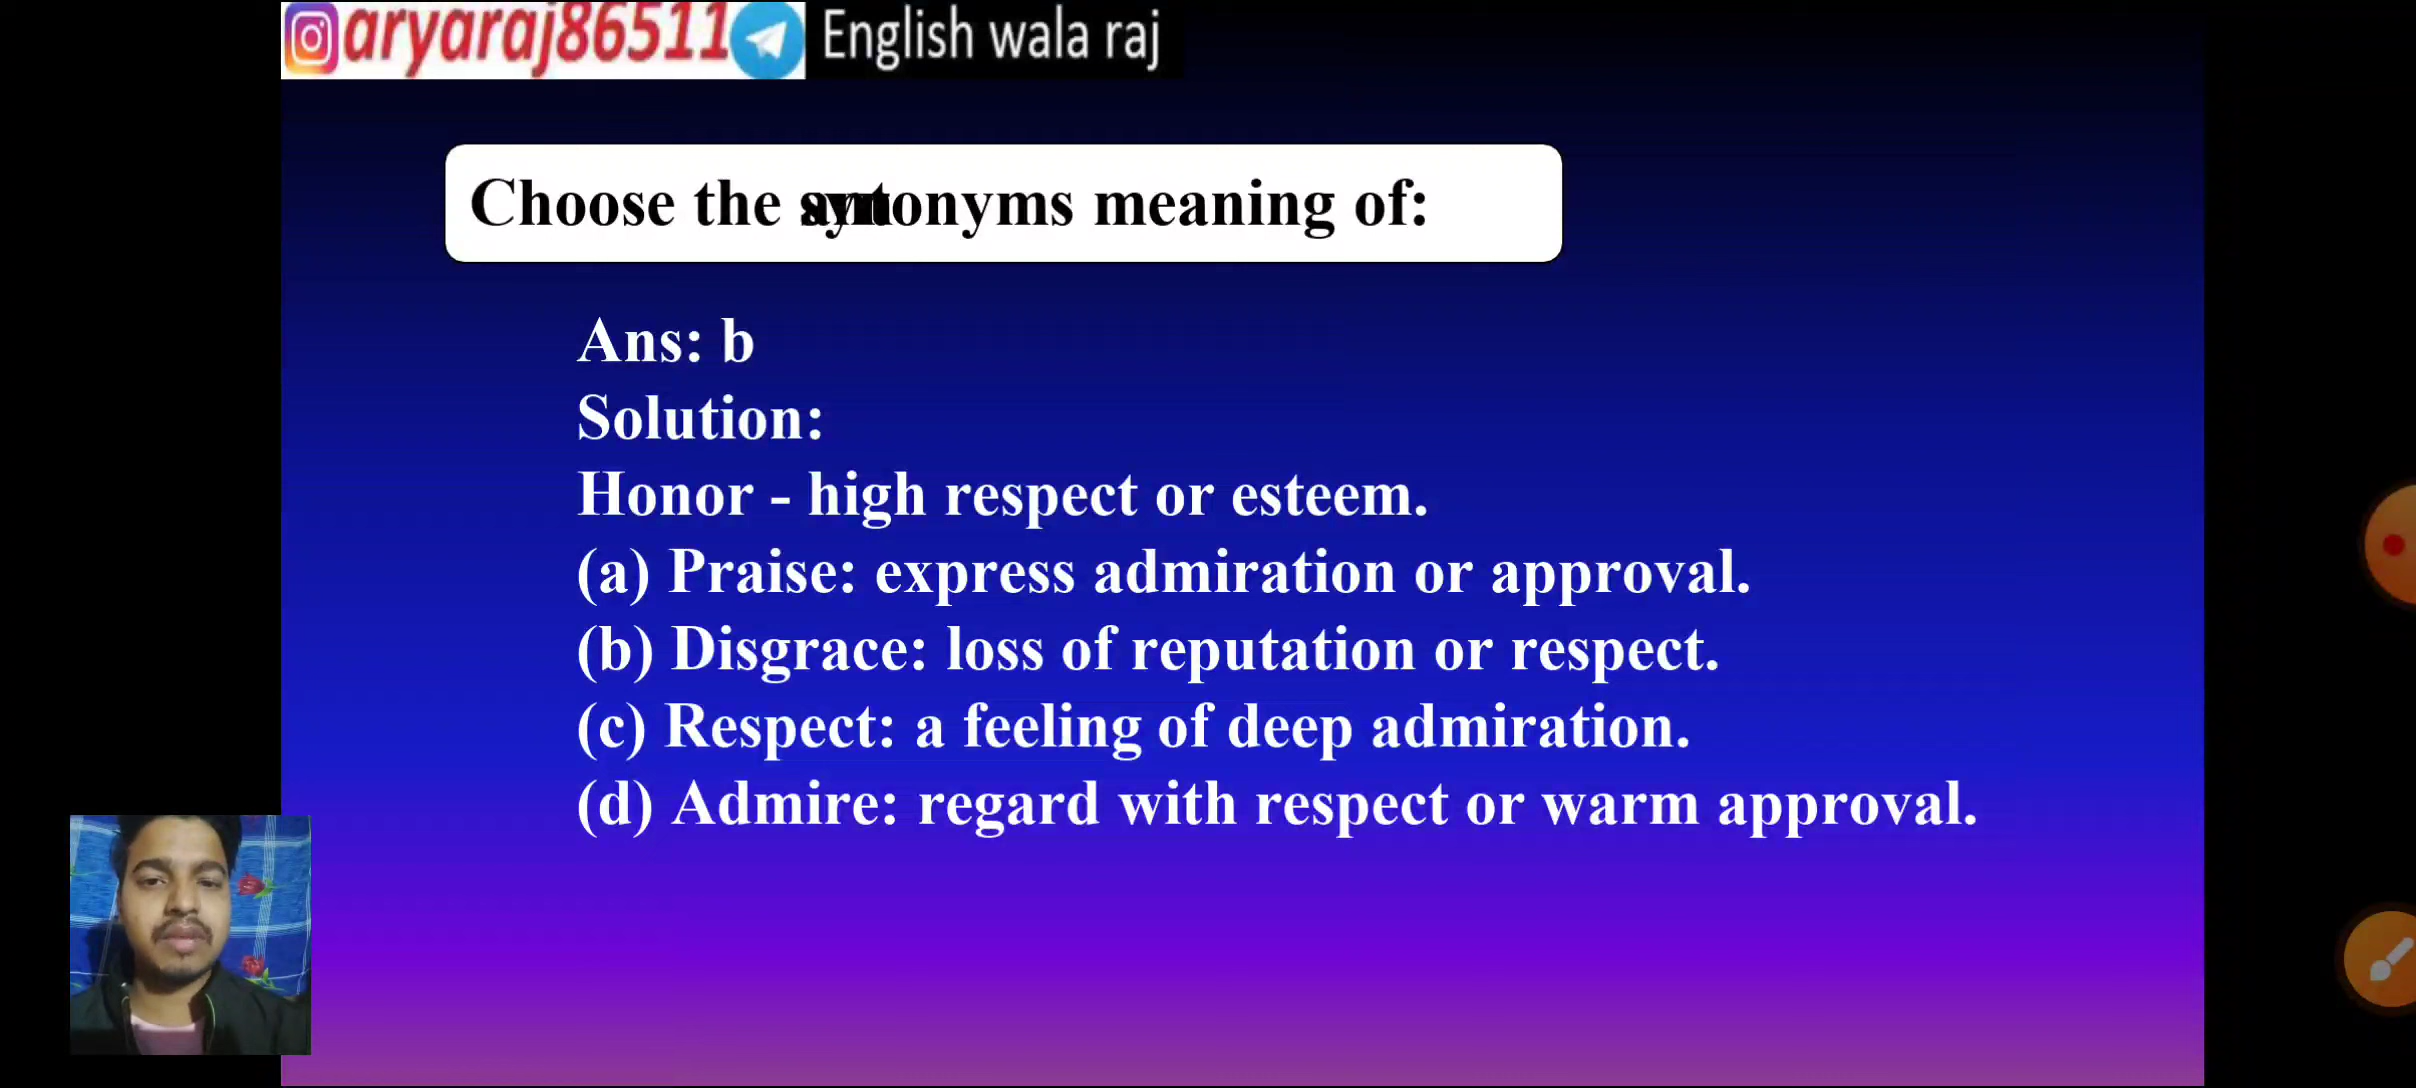 aryaraj86511 English wala raj
Choose the meaning of:
Ans: b
Solution:
Honor - high respect or esteem.
(a) Praise: express admiration or approval.
(b) Disgrace: loss of reputation or respect.
(c) Respect: a feeling of deep admiration.
(d) Admire: regard with respect or warm approval.